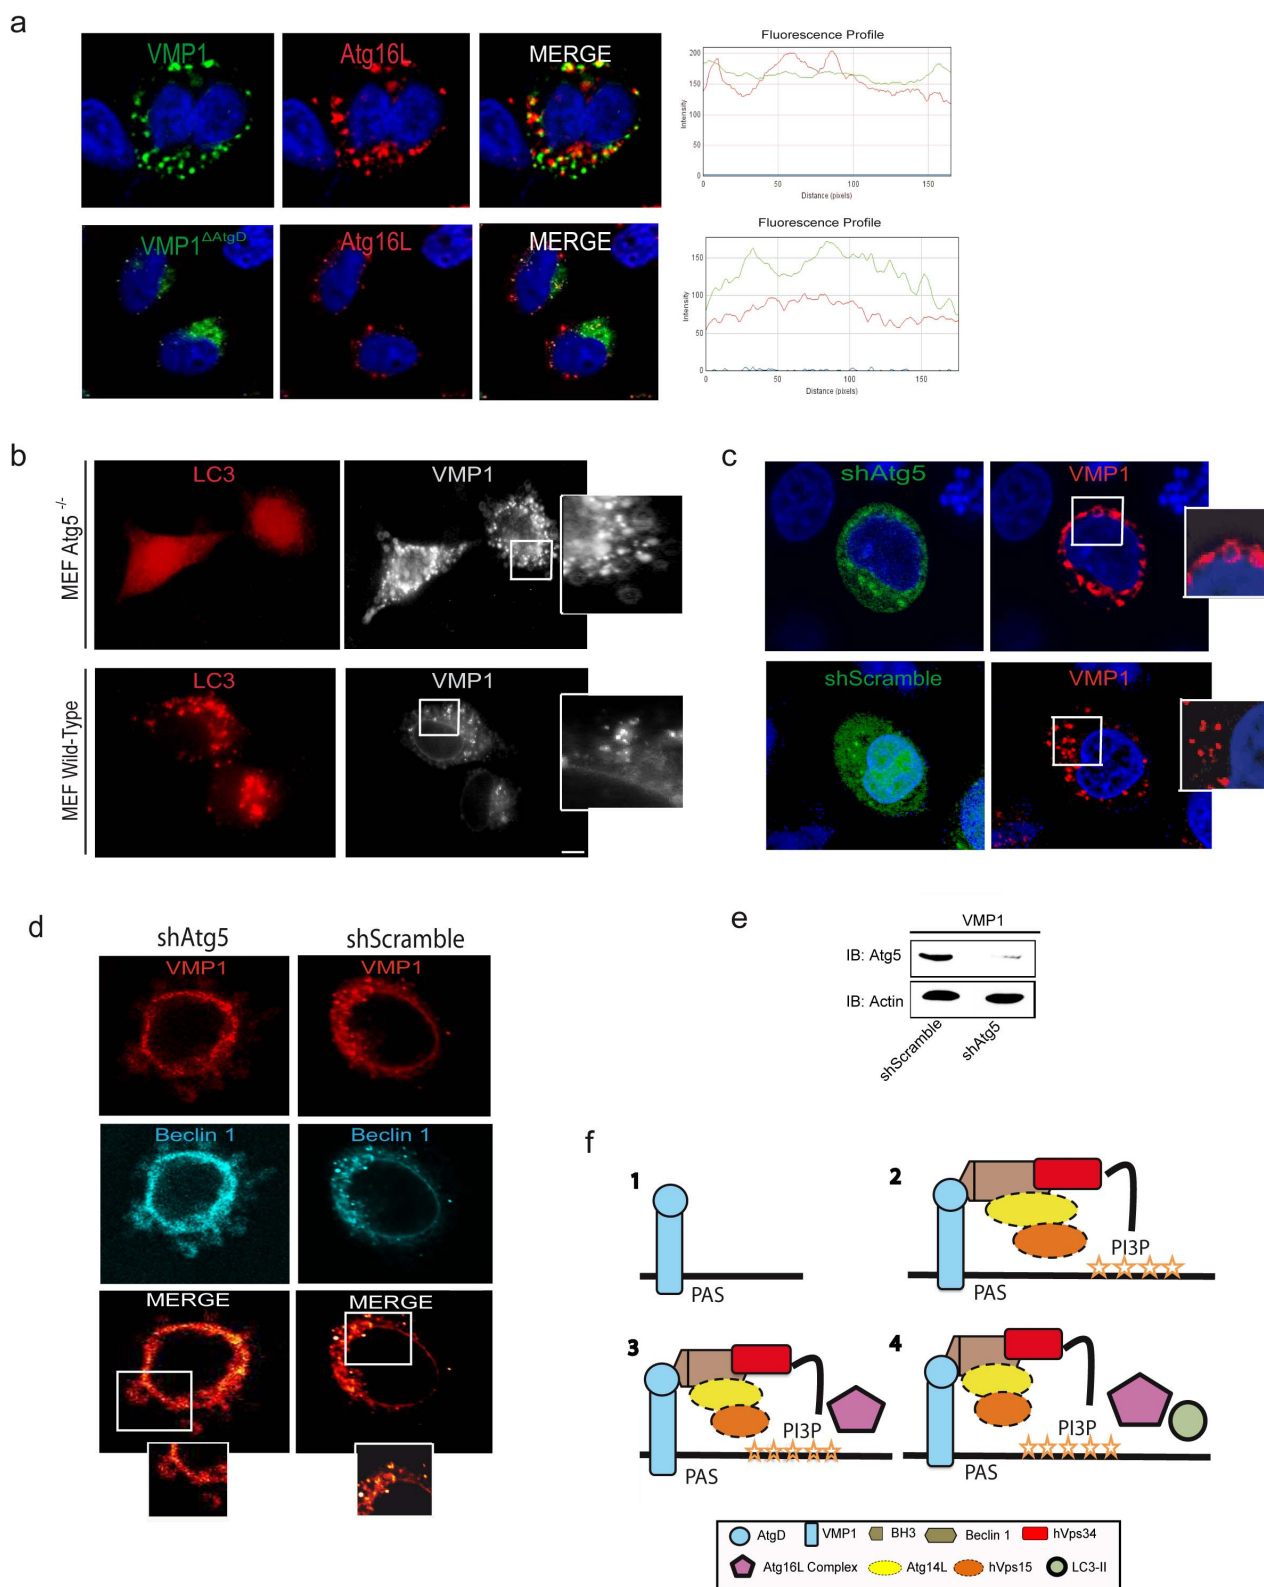 a
VMP1
Atg16L
MERGE
Fluorescence Profile
200
150
100
50
0
Intensity
0 50 100 150
Distance (pixels)
VMP1ΔAtgD
Atg16L
MERGE
Fluorescence Profile
150
100
50
0
Intensity
0 50 100 150
Distance (pixels)
b
MEF Atg5 -/-
LC3
VMP1
MEF Wild-Type
LC3
VMP1
c
shAtg5
VMP1
shScramble
VMP1
d
shAtg5
shScramble
VMP1
VMP1
Beclin 1
Beclin 1
MERGE
MERGE
e
VMP1
IB: Atg5
IB: Actin
shScramble
shAtg5
f
1
PAS
2
PI3P
PAS
3
PI3P
PAS
4
PI3P
PAS
AtgD VMP1 BH3 Beclin 1 hVps34
Atg16L Complex Atg14L hVps15 LC3-II